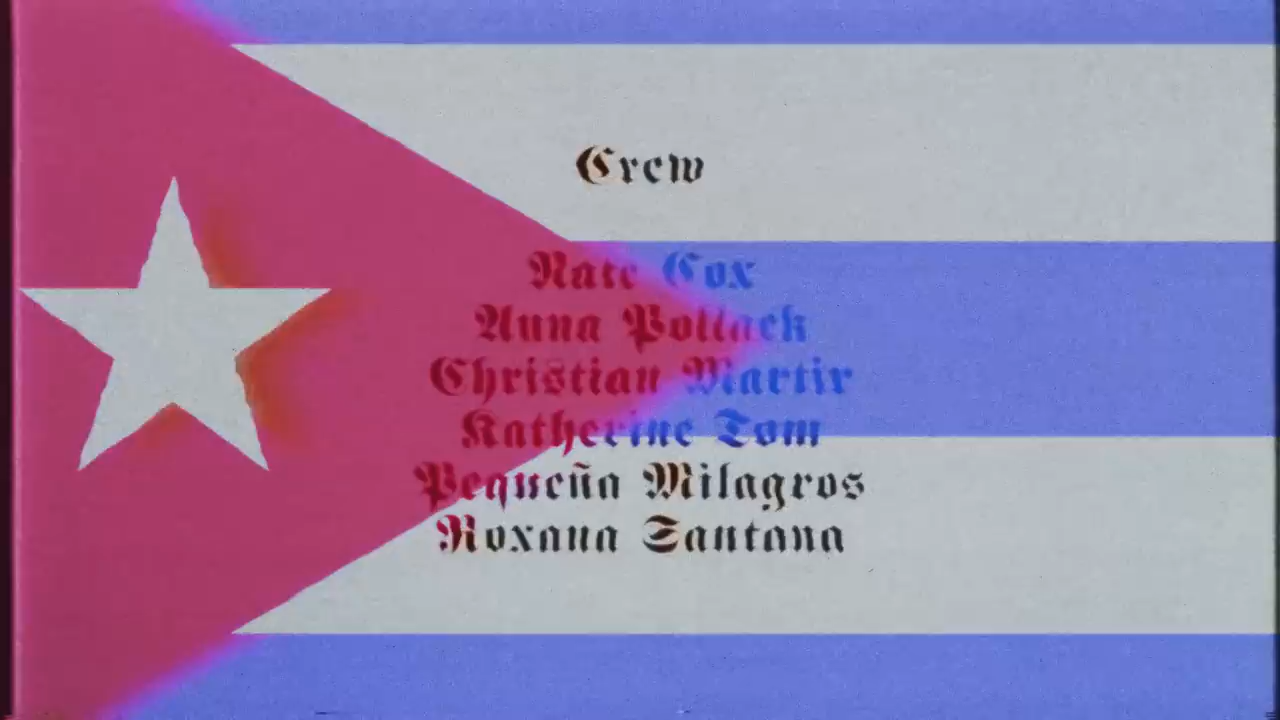 Crew
Nate Cox
Anna Pollack
Christian Martir
Katherine Tom
Pequeña Milagros
Roxana Santana